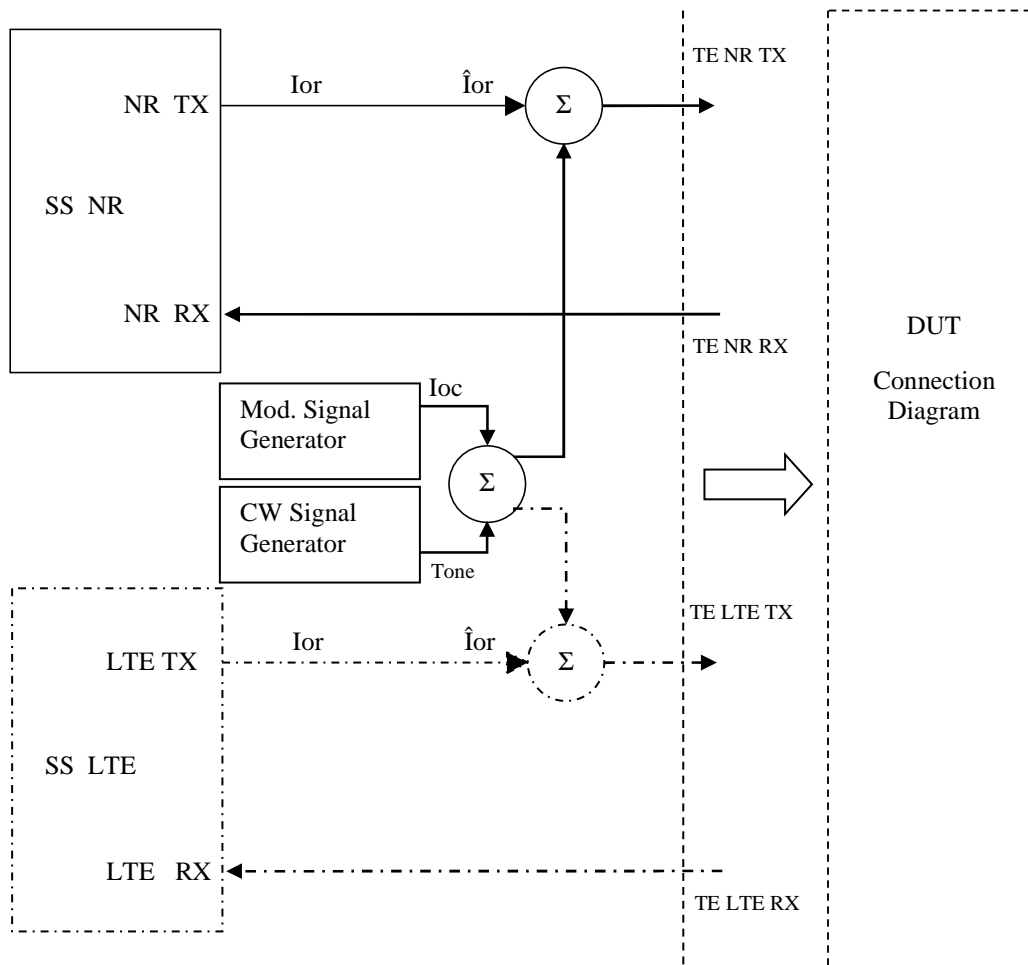 TE NR TX
NR TX
Ior
Îor
Σ
SS NR
NR RX
TE NR RX
DUT
Connection
Diagram
Ioc
Mod. Signal
Generator
Σ
CW Signal
Generator
Tone
TE LTE TX
LTE TX
Ior
Îor
Σ
SS LTE
LTE RX
TE LTE RX